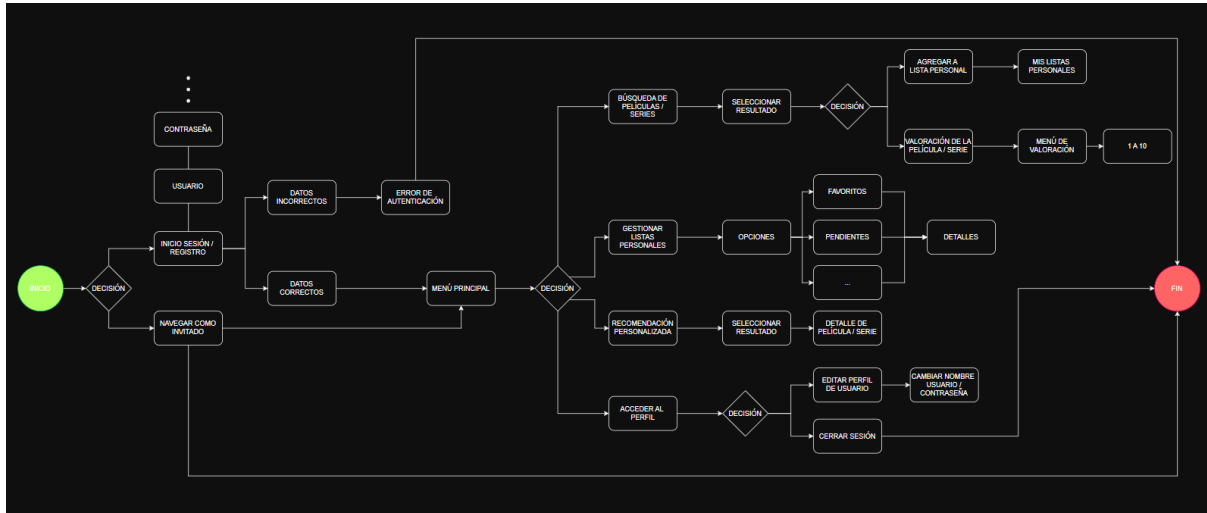 CONTRASEÑA
USUARIO
INICIO SESIÓN /
REGISTRO
INICIO
DECISIÓN
NAVEGAR COMO
INVITADO
DATOS
INCORRECTOS
ERROR DE
AUTENTICACIÓN
DATOS
CORRECTOS
MENÚ PRINCIPAL
DECISIÓN
BÚSQUEDA DE
PELÍCULAS /
SERIES
SELECCIONAR
RESULTADO
DECISIÓN
AGREGAR A
LISTA PERSONAL
MIS LISTAS
PERSONALES
VALORACIÓN DE LA
PELÍCULA / SERIE
MENÚ DE
VALORACIÓN
1 A 10
GESTIONAR
LISTAS
PERSONALES
OPCIONES
FAVORITOS
PENDIENTES
...
DETALLES
RECOMENDACIÓN
PERSONALIZADA
SELECCIONAR
RESULTADO
DETALLE DE
PELÍCULA / SERIE
ACCEDER AL
PERFIL
DECISIÓN
EDITAR PERFIL
DE USUARIO
CAMBIAR NOMBRE
USUARIO /
CONTRASEÑA
CERRAR SESIÓN
FIN